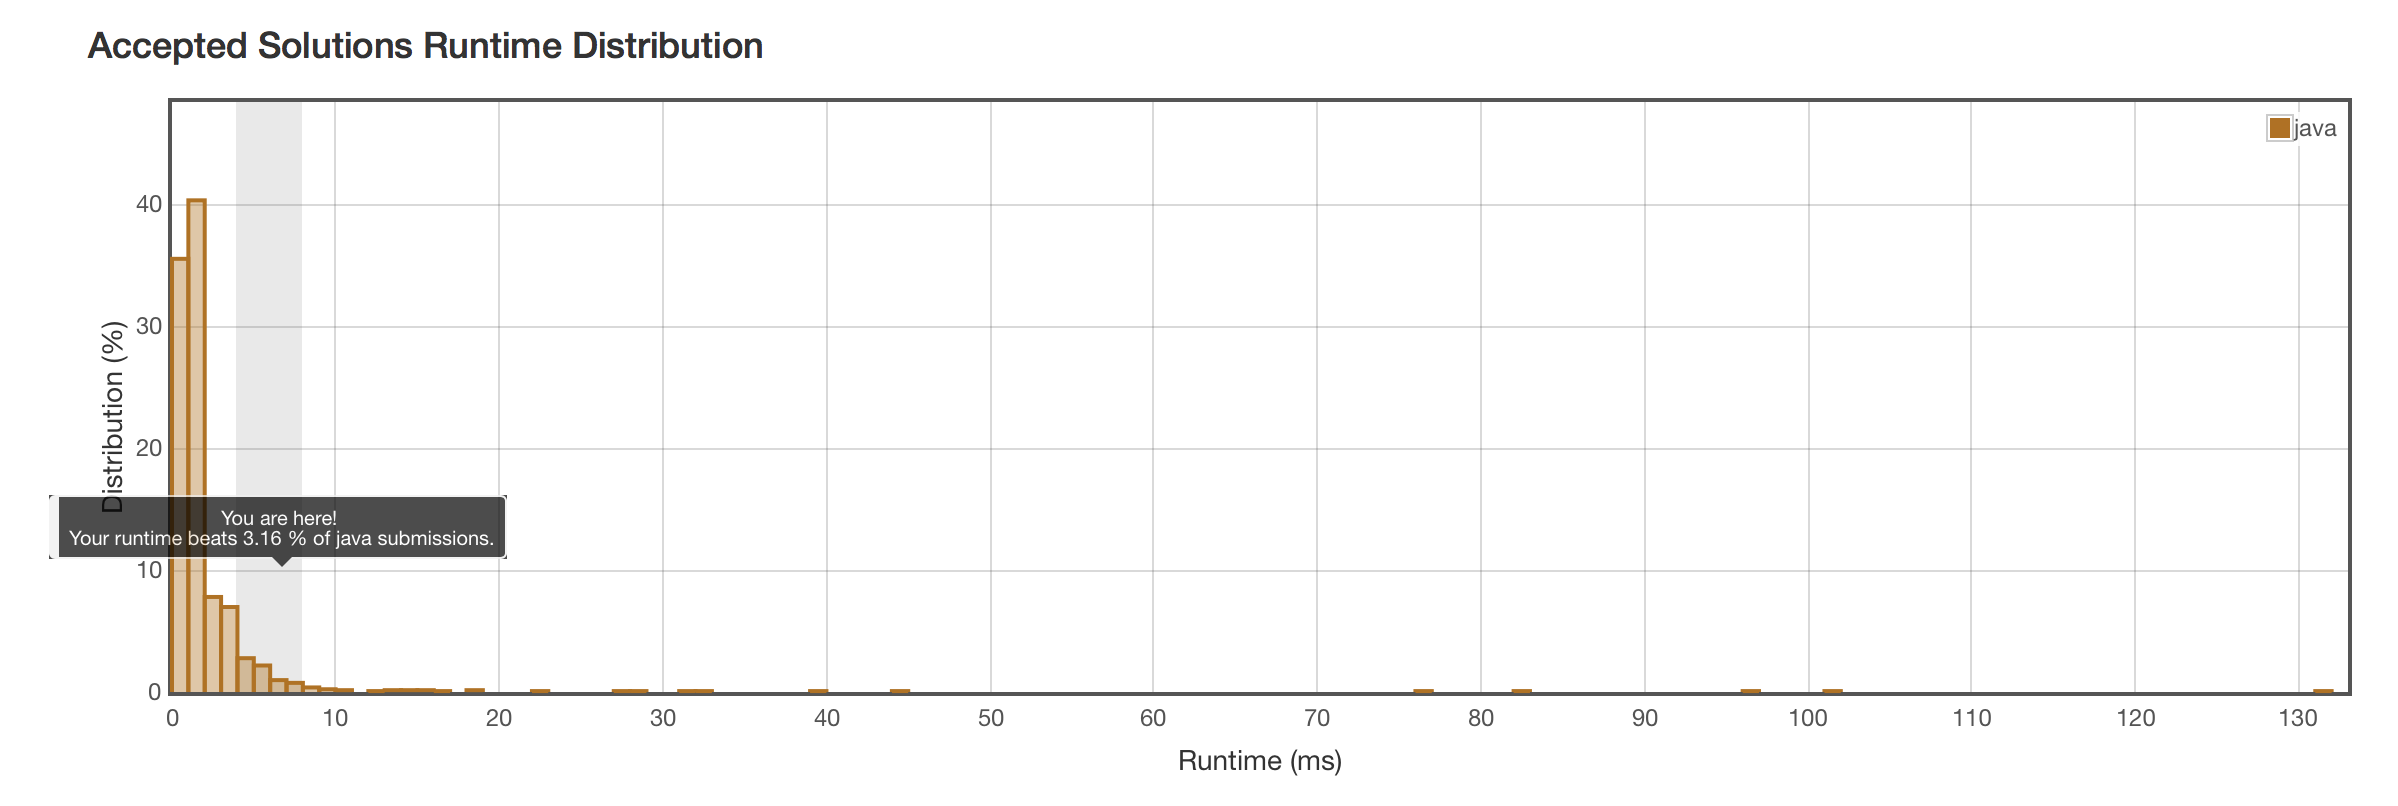 Accepted Solutions Runtime Distribution
java
40
30
20
10
0
Distribution (%)
You are here!
Your runtime beats 3.16 % of java submissions.
0 10 20 30 40 50 60 70 80 90 100 110 120 130
Runtime (ms)